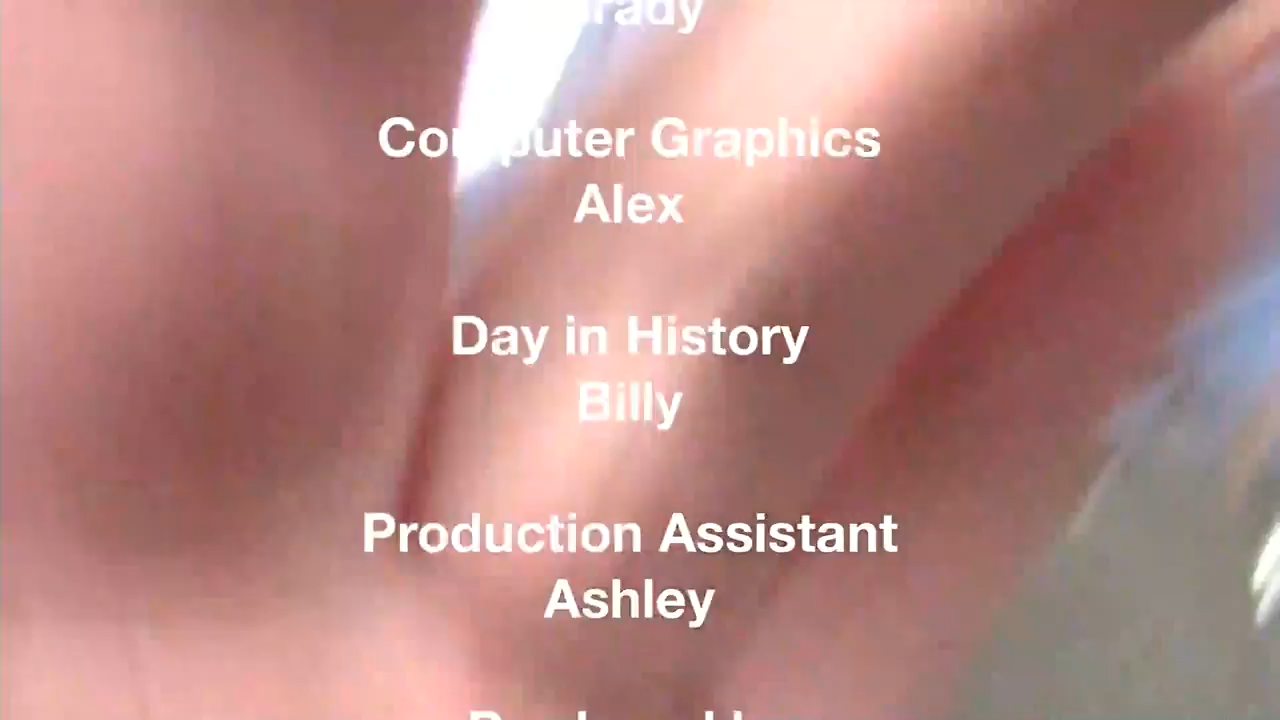 Computer Graphics
Alex
Day in History
Billy
Production Assistant
Ashley